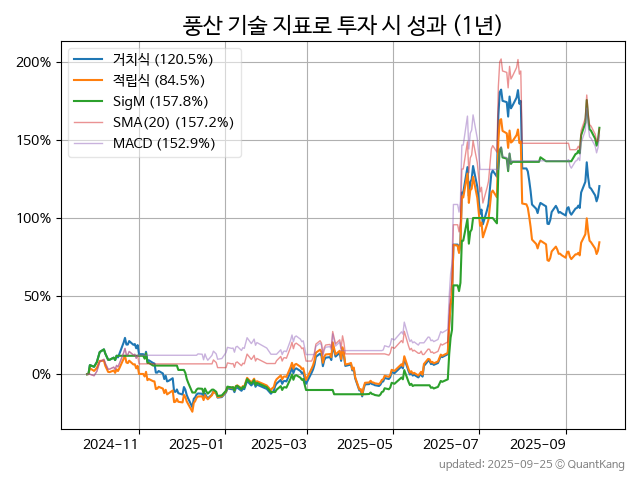 풍산 기술 지표로 투자 시 성과 (1년)
거치식 (120.5%)
적립식 (84.5%)
SigM (157.8%)
SMA(20) (157.2%)
MACD (152.9%)
200%
150%
100%
50%
0%
2024-11 2025-01 2025-03 2025-05 2025-07 2025-09
updated: 2025-09-25 © QuantKang